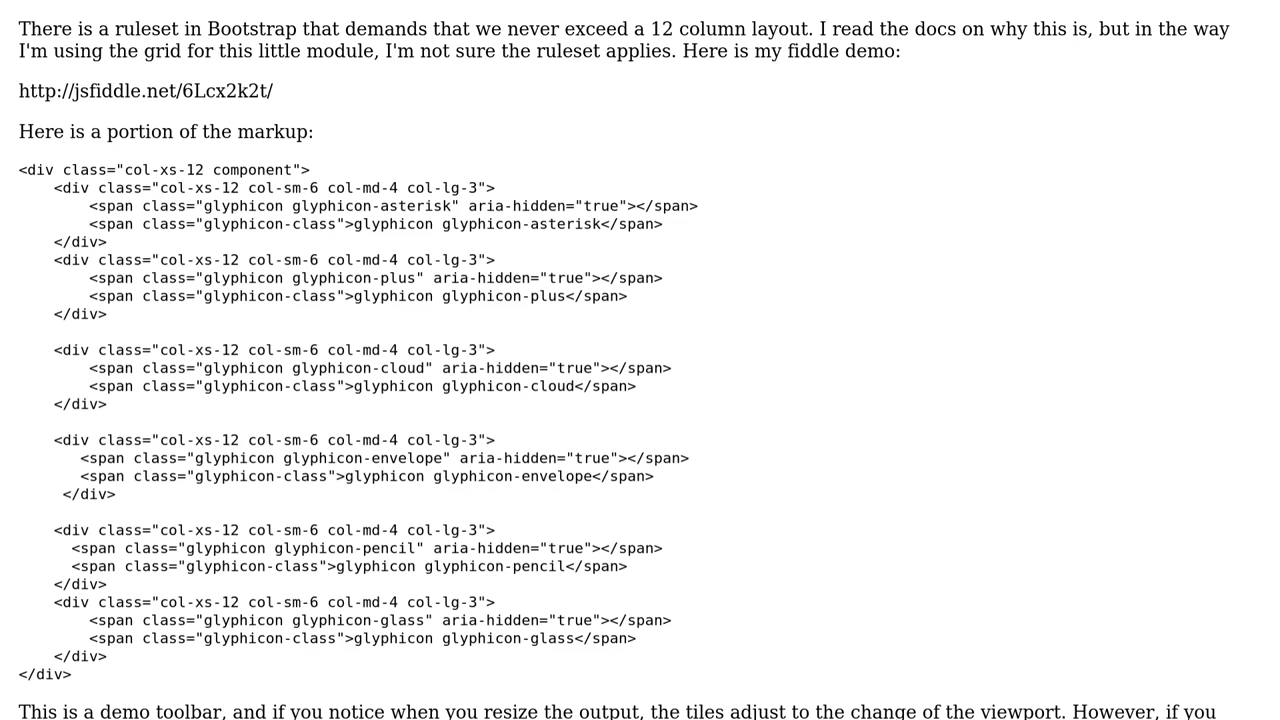 There is a ruleset in Bootstrap that demands that we never exceed a 12 column layout. I read the docs on why this is, but in the way
I'm using the grid for this little module, I'm not sure the ruleset applies. Here is my fiddle demo:
http://jsfiddle.net/6Lcx2k2t/
Here is a portion of the markup:
<div class="col-xs-12 component">
    <div class="col-xs-12 col-sm-6 col-md-4 col-lg-3">
        <span class="glyphicon glyphicon-asterisk" aria-hidden="true"></span>
        <span class="glyphicon-class">glyphicon glyphicon-asterisk</span>
    </div>
    <div class="col-xs-12 col-sm-6 col-md-4 col-lg-3">
        <span class="glyphicon glyphicon-plus" aria-hidden="true"></span>
        <span class="glyphicon-class">glyphicon glyphicon-plus</span>
    </div>
    <div class="col-xs-12 col-sm-6 col-md-4 col-lg-3">
        <span class="glyphicon glyphicon-cloud" aria-hidden="true"></span>
        <span class="glyphicon-class">glyphicon glyphicon-cloud</span>
    </div>
    <div class="col-xs-12 col-sm-6 col-md-4 col-lg-3">
       <span class="glyphicon glyphicon-envelope" aria-hidden="true"></span>
       <span class="glyphicon-class">glyphicon glyphicon-envelope</span>
     </div>
    <div class="col-xs-12 col-sm-6 col-md-4 col-lg-3">
      <span class="glyphicon glyphicon-pencil" aria-hidden="true"></span>
      <span class="glyphicon-class">glyphicon glyphicon-pencil</span>
    </div>
    <div class="col-xs-12 col-sm-6 col-md-4 col-lg-3">
        <span class="glyphicon glyphicon-glass" aria-hidden="true"></span>
        <span class="glyphicon-class">glyphicon glyphicon-glass</span>
    </div>
</div>
This is a demo toolbar, and if you notice when you resize the output, the tiles adjust to the change of the viewport. However, if you